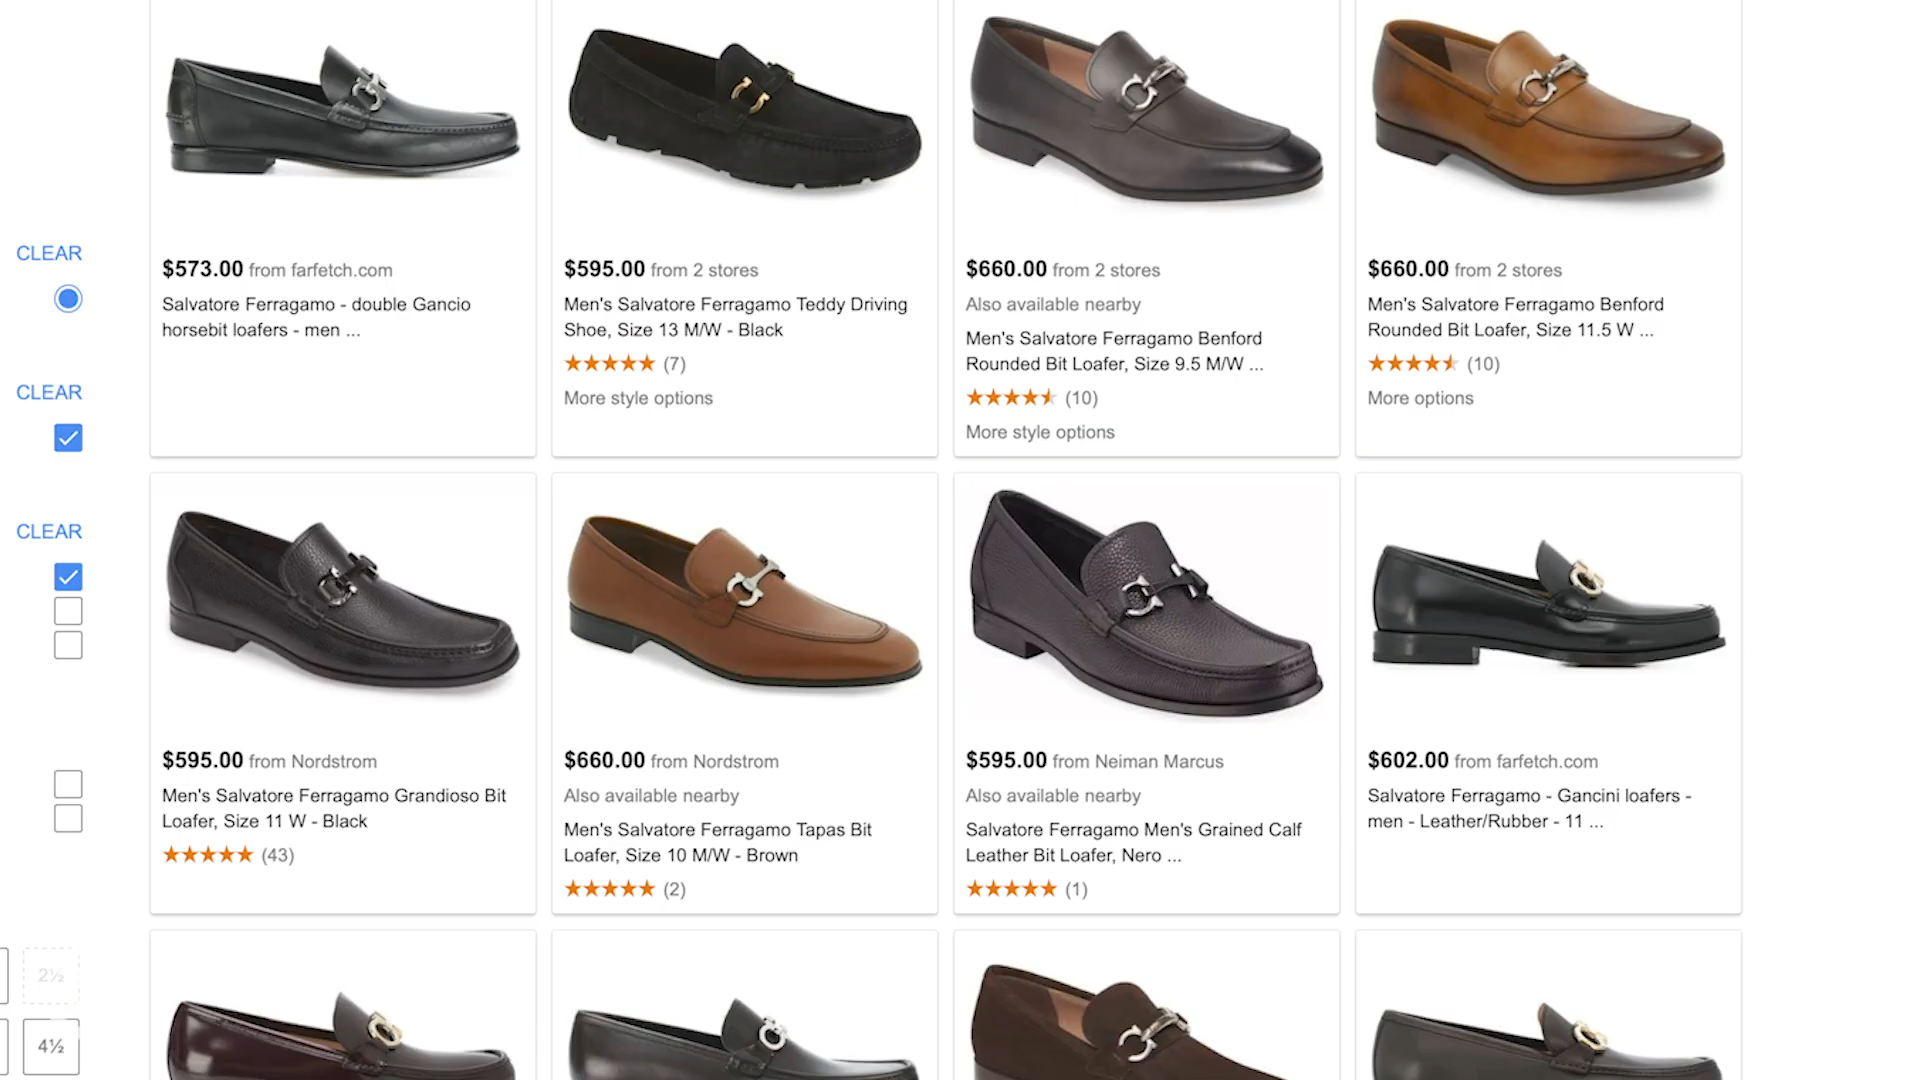 CLEAR
CLEAR
CLEAR
2½
4½
$573.00 from farfetch.com
Salvatore Ferragamo - double Gancio
horsebit loafers - men ...
$595.00 from 2 stores
Men's Salvatore Ferragamo Teddy Driving
Shoe, Size 13 M/W - Black
(7)
More style options
$660.00 from 2 stores
Also available nearby
Men's Salvatore Ferragamo Benford
Rounded Bit Loafer, Size 9.5 M/W ...
(10)
More style options
$660.00 from 2 stores
Men's Salvatore Ferragamo Benford
Rounded Bit Loafer, Size 11.5 W ...
(10)
More options
$595.00 from Nordstrom
Men's Salvatore Ferragamo Grandioso Bit
Loafer, Size 11 W - Black
(43)
$660.00 from Nordstrom
Also available nearby
Men's Salvatore Ferragamo Tapas Bit
Loafer, Size 10 M/W - Brown
(2)
$595.00 from Neiman Marcus
Also available nearby
Salvatore Ferragamo Men's Grained Calf
Leather Bit Loafer, Nero ...
(1)
$602.00 from farfetch.com
Salvatore Ferragamo - Gancini loafers -
men - Leather/Rubber - 11 ...